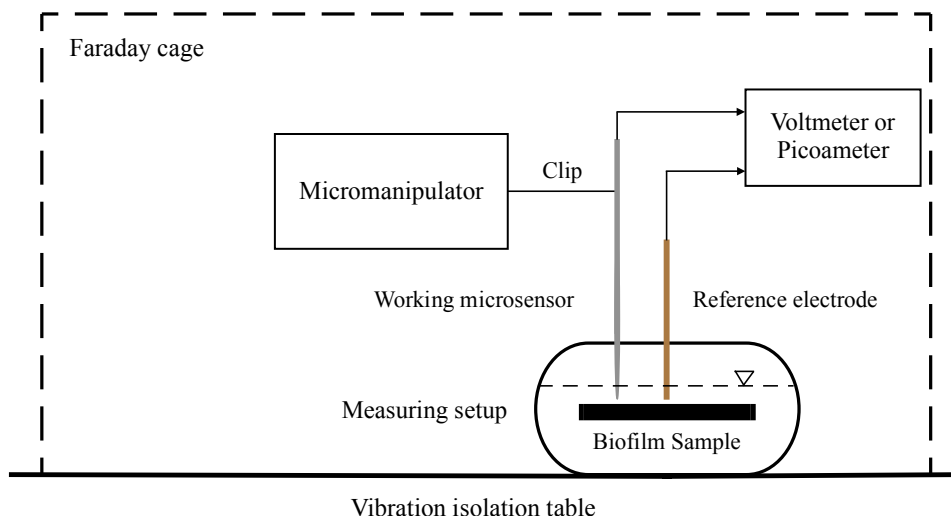 Faraday cage
Voltmeter or
Picoameter
Clip
Micromanipulator
Working microsensor
Reference electrode
Measuring setup
Biofilm Sample
Vibration isolation table